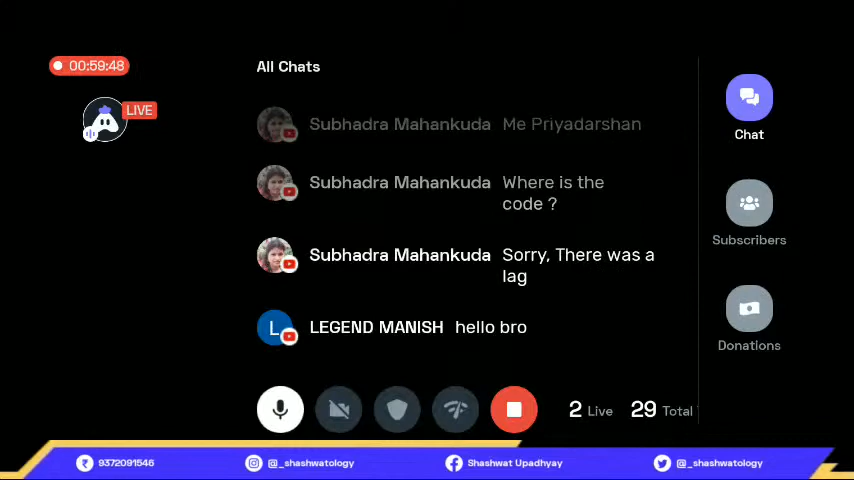 00:59:48
All Chats
LIVE
Subhadra Mahankuda Me Priyadarshan
Chat
Subhadra Mahankuda Where is the
code ?
Subscribers
Subhadra Mahankuda Sorry, There was a
lag
L LEGEND MANISH hello bro
Donations
2 Live 29 Total
₹ 9372091546 @_shashwatology Shashwat Upadhyay @_shashwatology